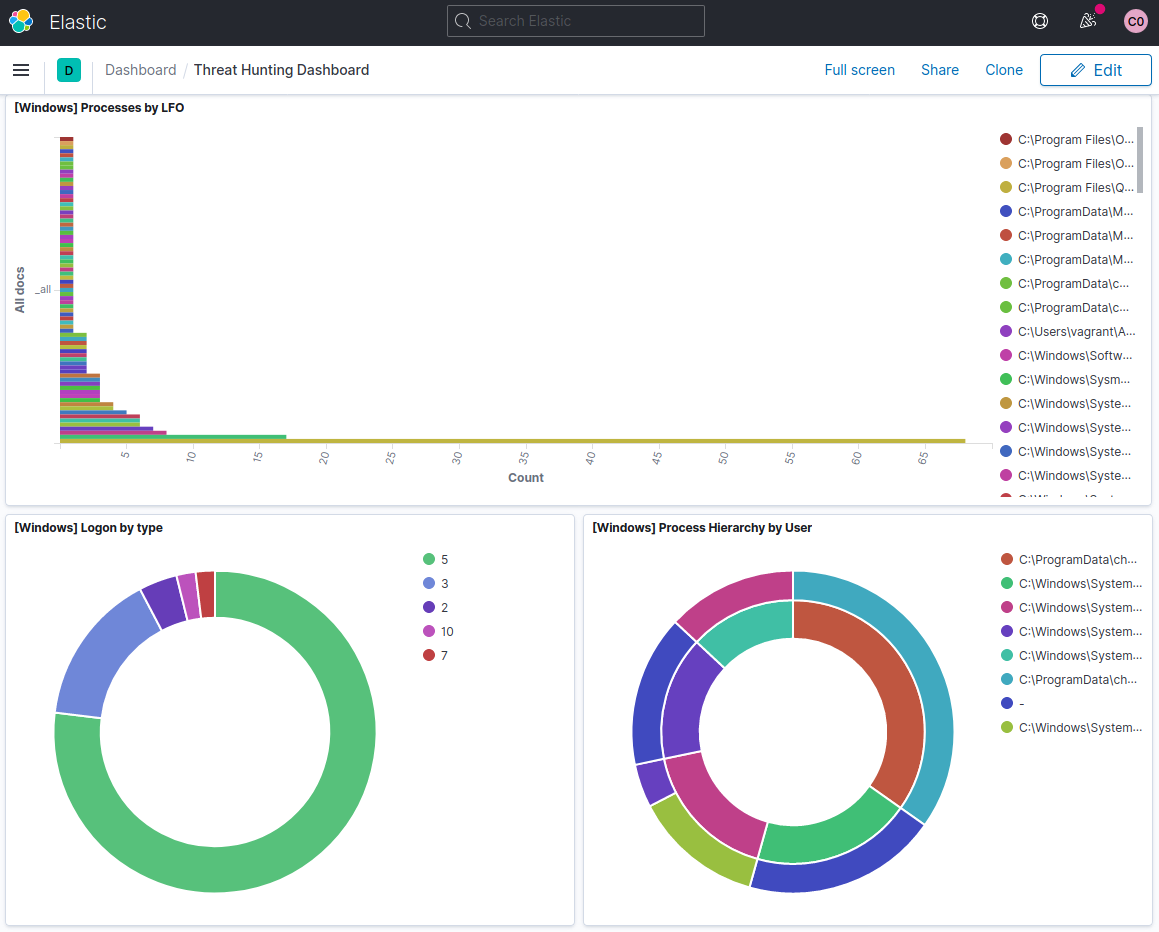 Elastic
Search Elastic
C0
D
Dashboard / Threat Hunting Dashboard
Full screen
Share
Clone
Edit
[Windows] Processes by LFO
All docs
_all
5 10 15 20 25 30 35 40 45 50 55 60 65
Count
C:\Program Files\O...
C:\Program Files\O...
C:\Program Files\Q...
C:\ProgramData\M...
C:\ProgramData\M...
C:\ProgramData\M...
C:\ProgramData\c...
C:\ProgramData\c...
C:\Users\vagrant\A...
C:\Windows\Softw...
C:\Windows\Sysm...
C:\Windows\Syste...
C:\Windows\Syste...
C:\Windows\Syste...
C:\Windows\Syste...
[Windows] Logon by type
5
3
2
10
7
[Windows] Process Hierarchy by User
C:\ProgramData\ch...
C:\Windows\System...
C:\Windows\System...
C:\Windows\System...
C:\Windows\System...
C:\ProgramData\ch...
-
C:\Windows\System...